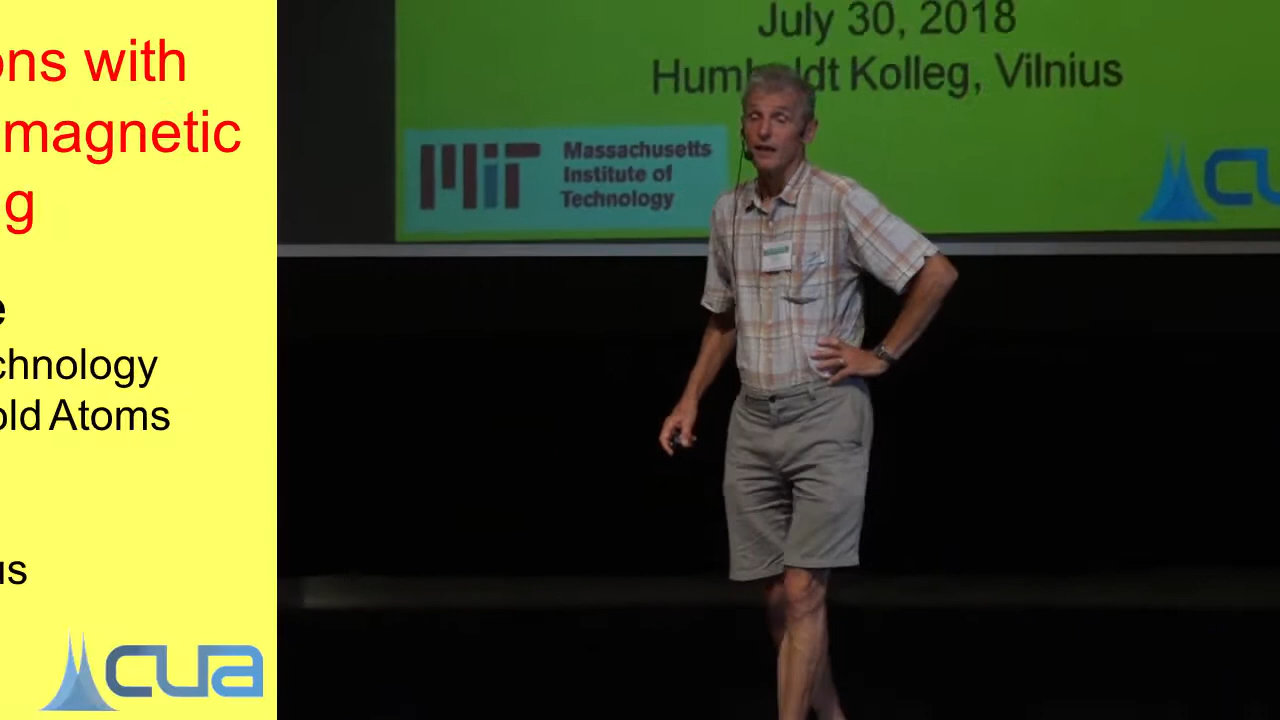 ons with
magnetic
g
e
chnology
old Atoms
us
CUA
July 30, 2018
Humboldt Kolleg, Vilnius
MIT
Massachusetts
Institute of
Technology
CU